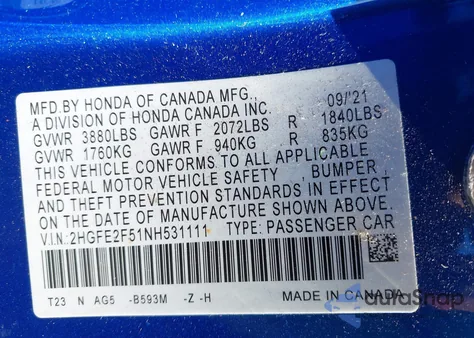 MFD.BY HONDA OF CANADA MFG., 09/'21
A DIVISION OF HONDA CANADA INC.
GVWR 3880LBS GAWR F 2072LBS R 1840LBS
GVWR 1760KG GAWR F 940KG R 835KG
THIS VEHICLE CONFORMS TO ALL APPLICABLE
FEDERAL MOTOR VEHICLE SAFETY BUMPER
AND THEFT PREVENTION STANDARDS IN EFFECT
ON THE DATE OF MANUFACTURE SHOWN ABOVE.
V.I.N.:2HGFE2F51NH531111 TYPE: PASSENGER CAR
T23 N AG5 -B593M -Z -H MADE IN CANADA
autoSnap